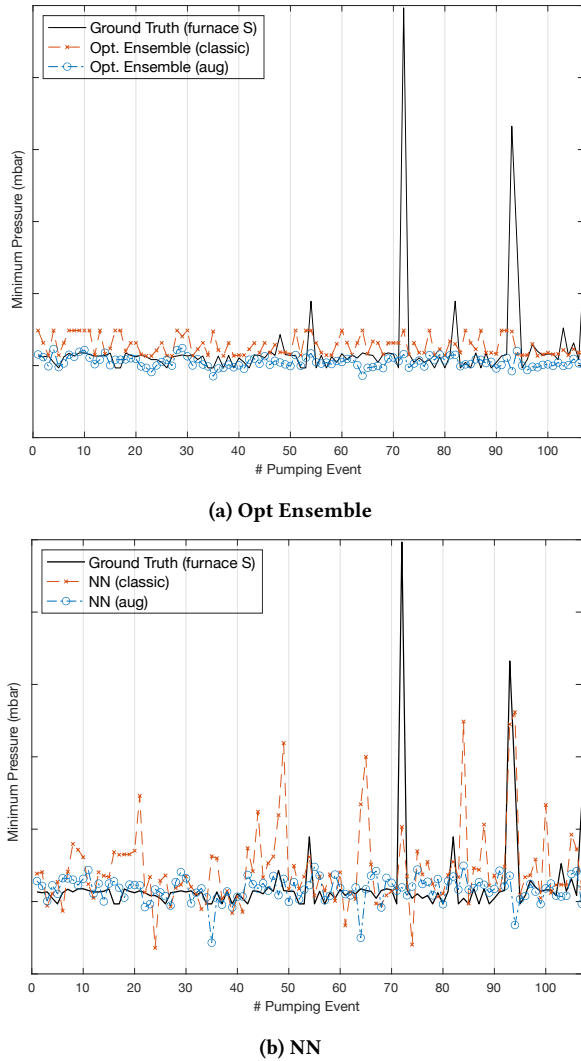 Ground Truth (furnace S)
Opt. Ensemble (classic)
Opt. Ensemble (aug)
Minimum Pressure (mbar)
0 10 20 30 40 50 60 70 80 90 100
# Pumping Event
(a) Opt Ensemble
Ground Truth (furnace S)
NN (classic)
NN (aug)
Minimum Pressure (mbar)
0 10 20 30 40 50 60 70 80 90 100
# Pumping Event
(b) NN